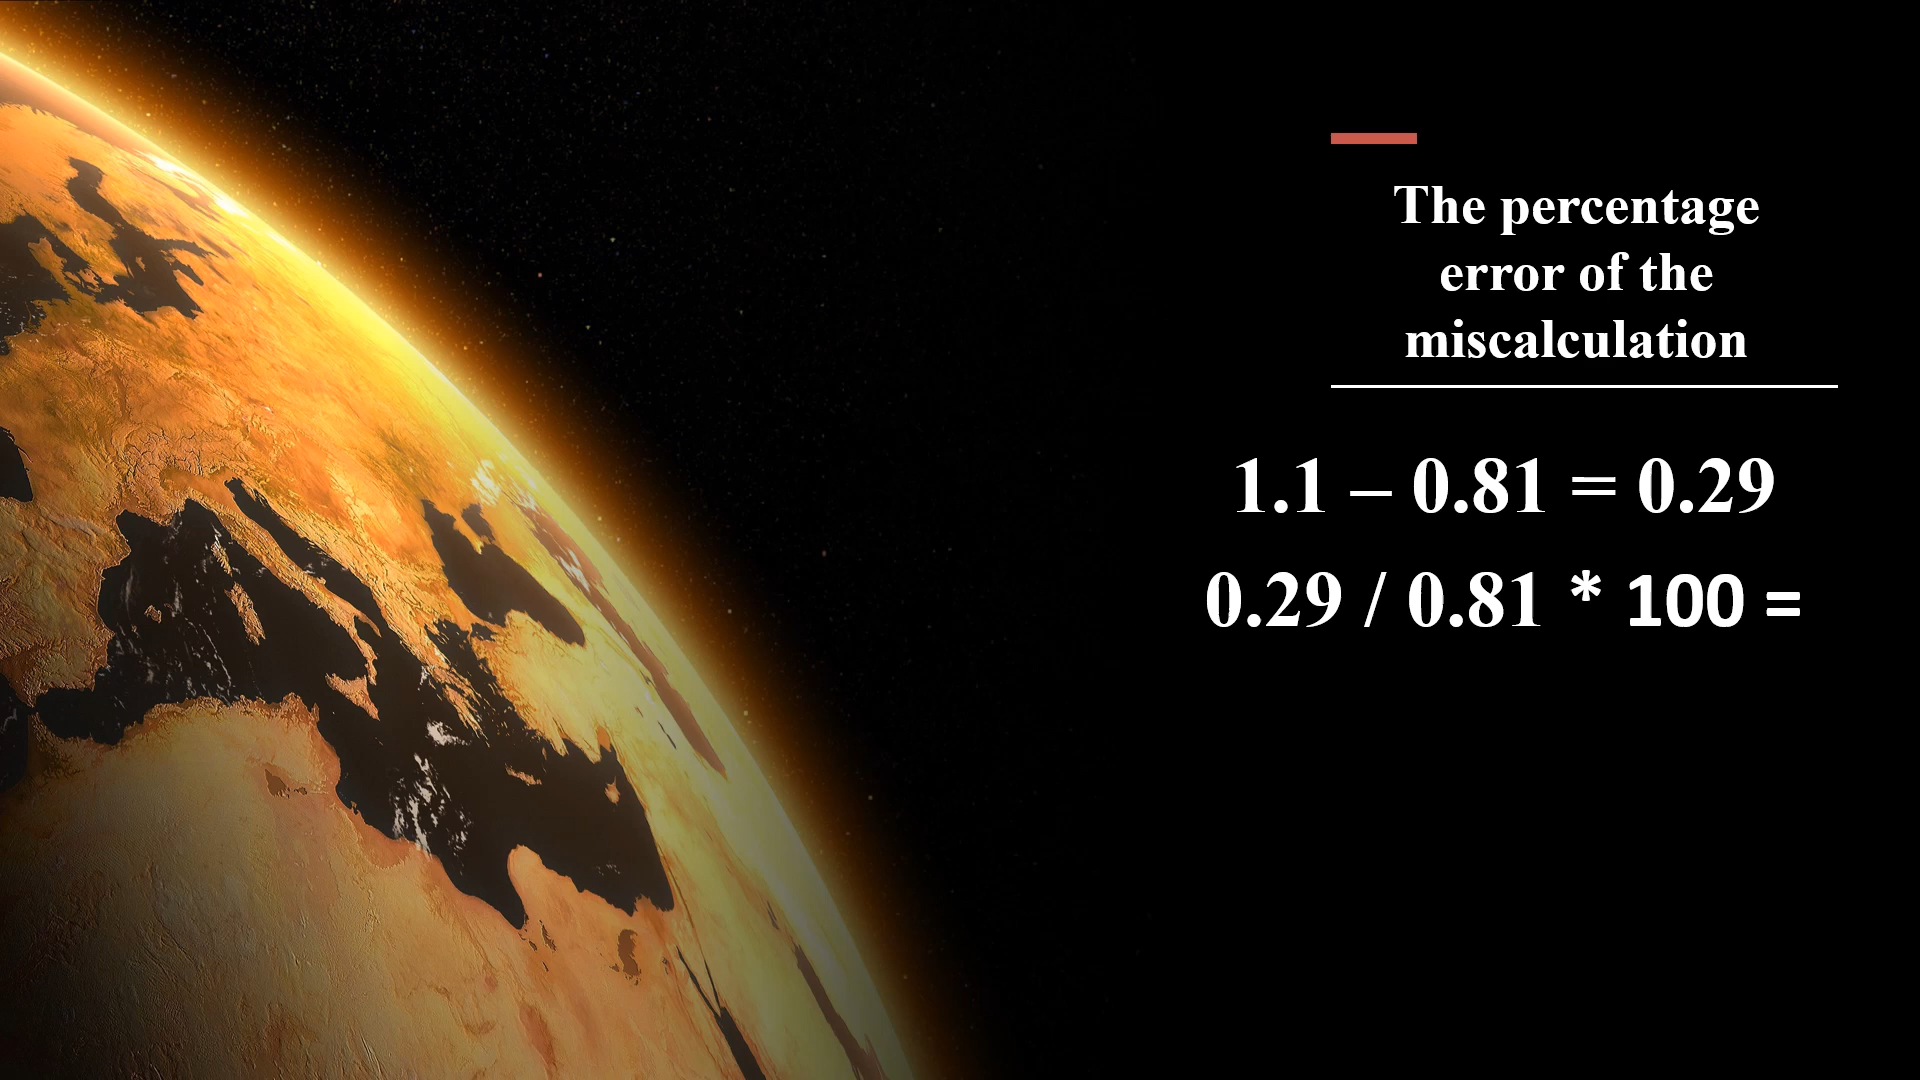 The percentage
error of the
miscalculation
1.1 – 0.81 = 0.29
0.29 / 0.81 * 100 =